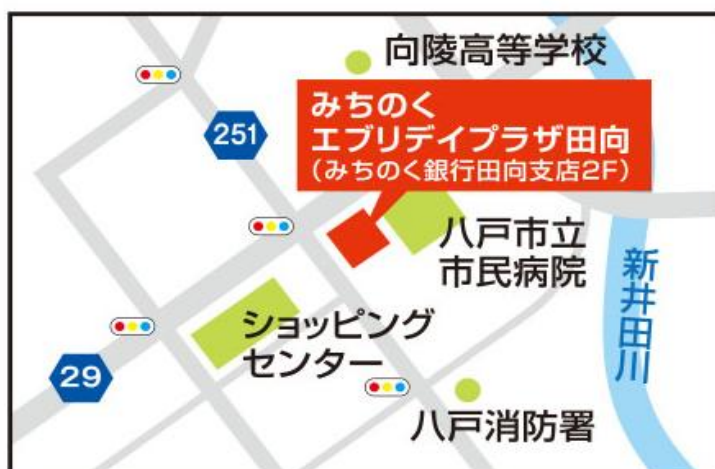 向陵高等学校
みちのく
エブリデイプラザ田向
(みちのく銀行田向支店2F)
251
八戸市立
市民病院
新井田川
ショッピング
センター
29
八戸消防署